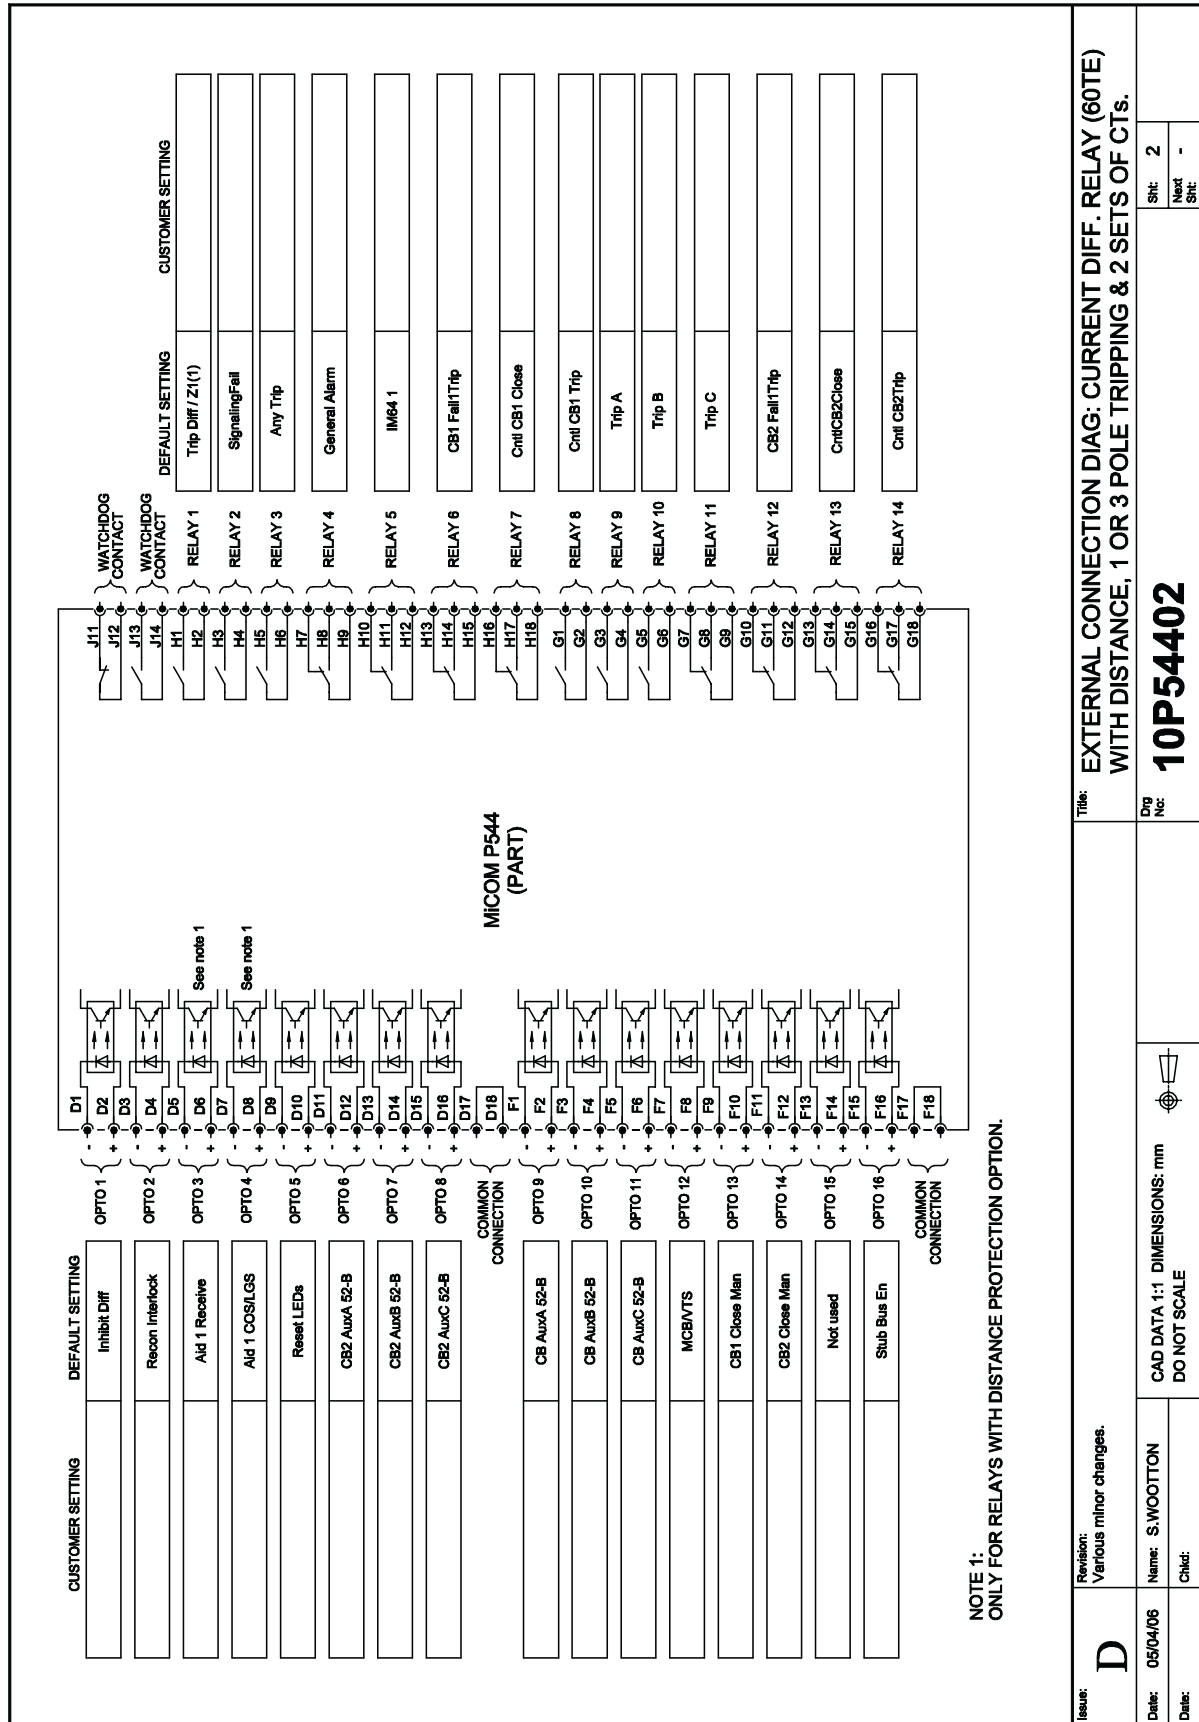 CUSTOMER SETTING
DEFAULT SETTING
Inhibit Diff
OPTO 1
-
+
D1
D2
Recon Interlock
OPTO 2
-
+
D3
D4
Aid 1 Receive
OPTO 3
-
+
D5
D6
See note 1
Aid 1 COS/LGS
OPTO 4
-
+
D7
D8
See note 1
Reset LEDs
OPTO 5
-
+
D9
D10
CB2 AuxA 52-B
OPTO 6
-
+
D11
D12
CB2 AuxB 52-B
OPTO 7
-
+
D13
D14
CB2 AuxC 52-B
OPTO 8
-
+
D15
D16
COMMON
CONNECTION
D17
D18
CB AuxA 52-B
OPTO 9
-
+
F1
F2
CB AuxB 52-B
OPTO 10
-
+
F3
F4
CB AuxC 52-B
OPTO 11
-
+
F5
F6
MCB/VTS
OPTO 12
-
+
F7
F8
CB1 Close Man
OPTO 13
-
+
F9
F10
CB2 Close Man
OPTO 14
-
+
F11
F12
Not used
OPTO 15
-
+
F13
F14
Stub Bus En
OPTO 16
-
+
F15
F16
COMMON
CONNECTION
F17
F18
MiCOM P544
(PART)
DEFAULT SETTING
CUSTOMER SETTING
J11
J12
WATCHDOG
CONTACT
J13
J14
WATCHDOG
CONTACT
H1
H2
RELAY 1
Trip Diff / Z1(1)
H3
H4
RELAY 2
SignalingFail
H5
H6
RELAY 3
Any Trip
H7
H8
H9
RELAY 4
General Alarm
H10
H11
H12
RELAY 5
IM64 1
H13
H14
H15
RELAY 6
CB1 Fail1Trip
H16
H17
H18
RELAY 7
Cntl CB1 Close
G1
G2
RELAY 8
Cntl CB1 Trip
G3
G4
RELAY 9
Trip A
G5
G6
RELAY 10
Trip B
G7
G8
G9
RELAY 11
Trip C
G10
G11
G12
RELAY 12
CB2 Fail1Trip
G13
G14
G15
RELAY 13
CntlCB2Close
G16
G17
G18
RELAY 14
Cntl CB2Trip
NOTE 1:
ONLY FOR RELAYS WITH DISTANCE PROTECTION OPTION.
Issue:
D
Revision:
Various minor changes.
Title:
EXTERNAL CONNECTION DIAG: CURRENT DIFF. RELAY (60TE)
WITH DISTANCE, 1 OR 3 POLE TRIPPING & 2 SETS OF CTs.
Date: 05/04/06
Name: S.WOOTTON
CAD DATA 1:1 DIMENSIONS: mm
DO NOT SCALE
Drg
No:
10P54402
Sht: 2
Date:
Chkd:
Next
Sht:
-